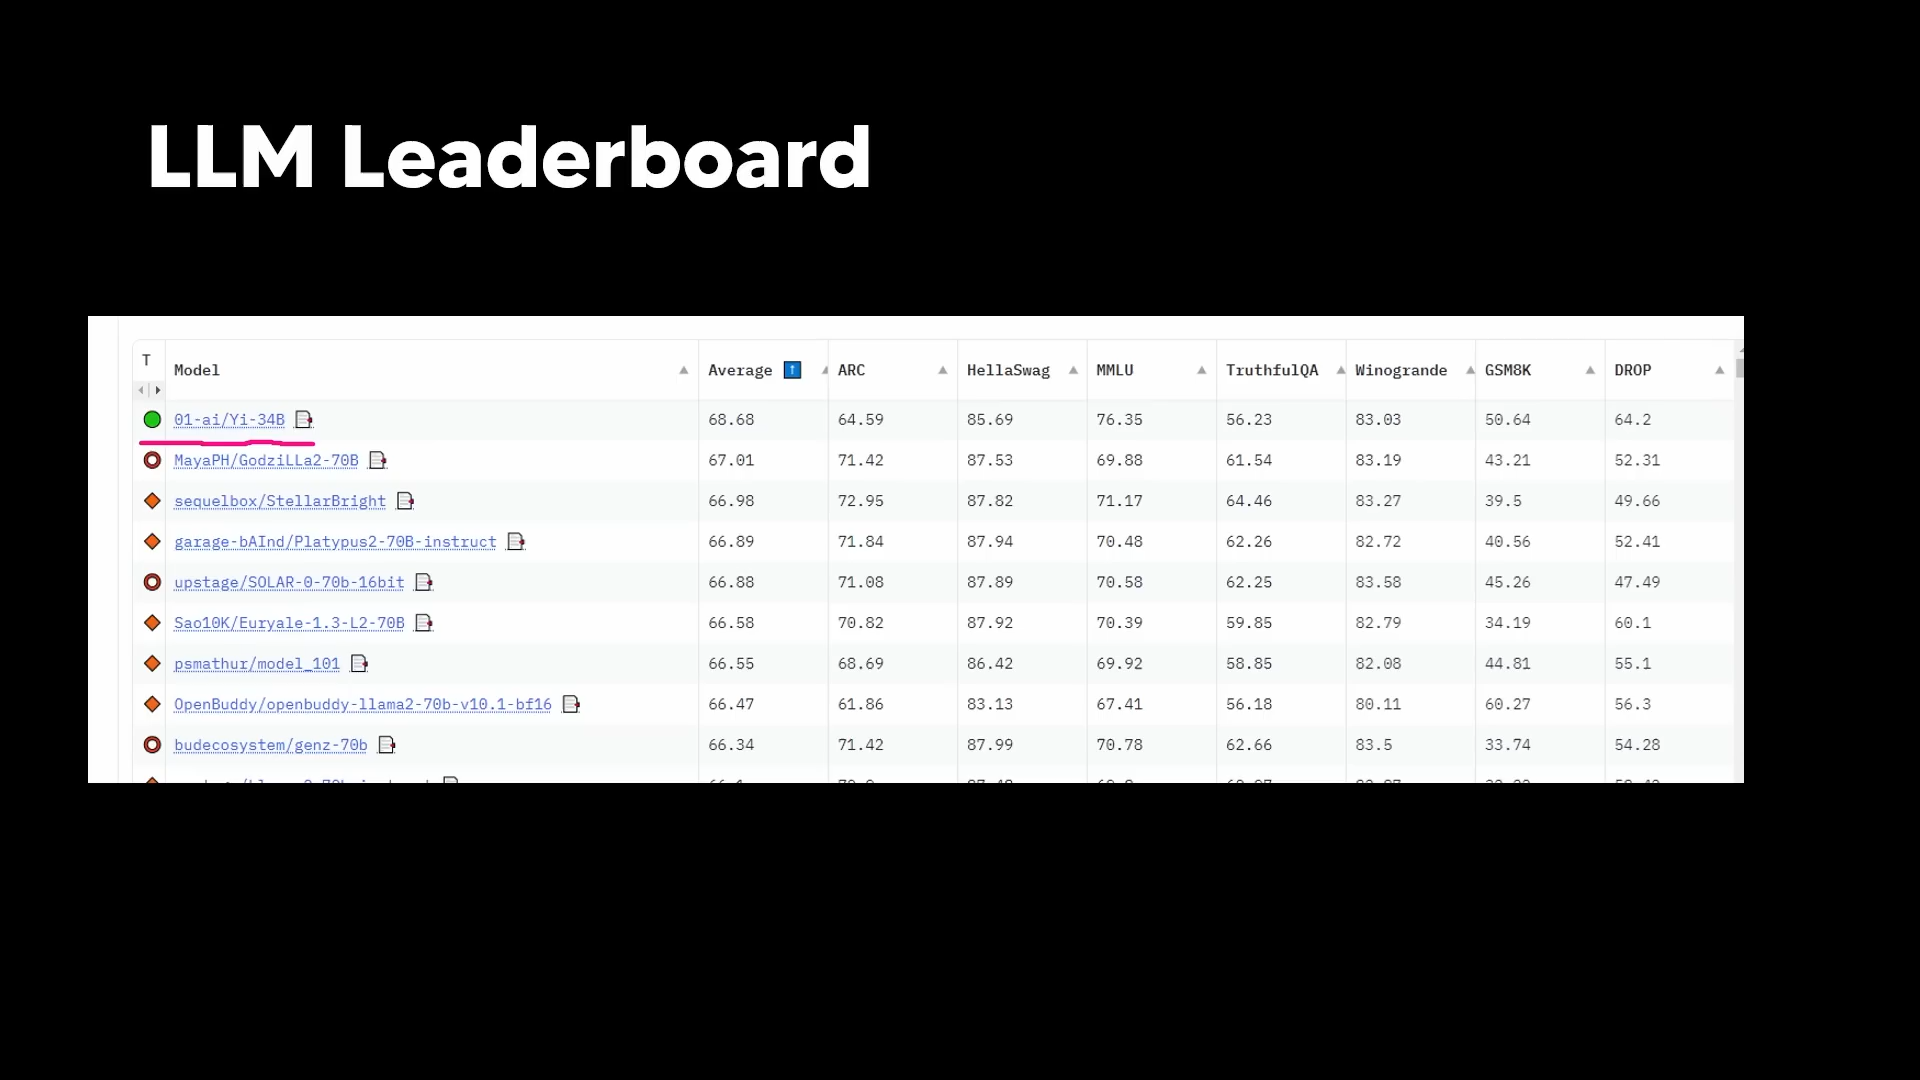 LLM Leaderboard
T Model Average ARC HellaSwag MMLU TruthfulQA Winogrande GSM8K DROP
01-ai/Yi-34B 68.68 64.59 85.69 76.35 56.23 83.03 50.64 64.2
MayaPH/GodziLLa2-70B 67.01 71.42 87.53 69.88 61.54 83.19 43.21 52.31
sequelbox/StellarBright 66.98 72.95 87.82 71.17 64.46 83.27 39.5 49.66
garage-bAInd/Platypus2-70B-instruct 66.89 71.84 87.94 70.48 62.26 82.72 40.56 52.41
upstage/SOLAR-0-70b-16bit 66.88 71.08 87.89 70.58 62.25 83.58 45.26 47.49
Sao10K/Euryale-1.3-L2-70B 66.58 70.82 87.92 70.39 59.85 82.79 34.19 60.1
psmathur/model_101 66.55 68.69 86.42 69.92 58.85 82.08 44.81 55.1
OpenBuddy/openbuddy-llama2-70b-v10.1-bf16 66.47 61.86 83.13 67.41 56.18 80.11 60.27 56.3
budecosystem/genz-70b 66.34 71.42 87.99 70.78 62.66 83.5 33.74 54.28